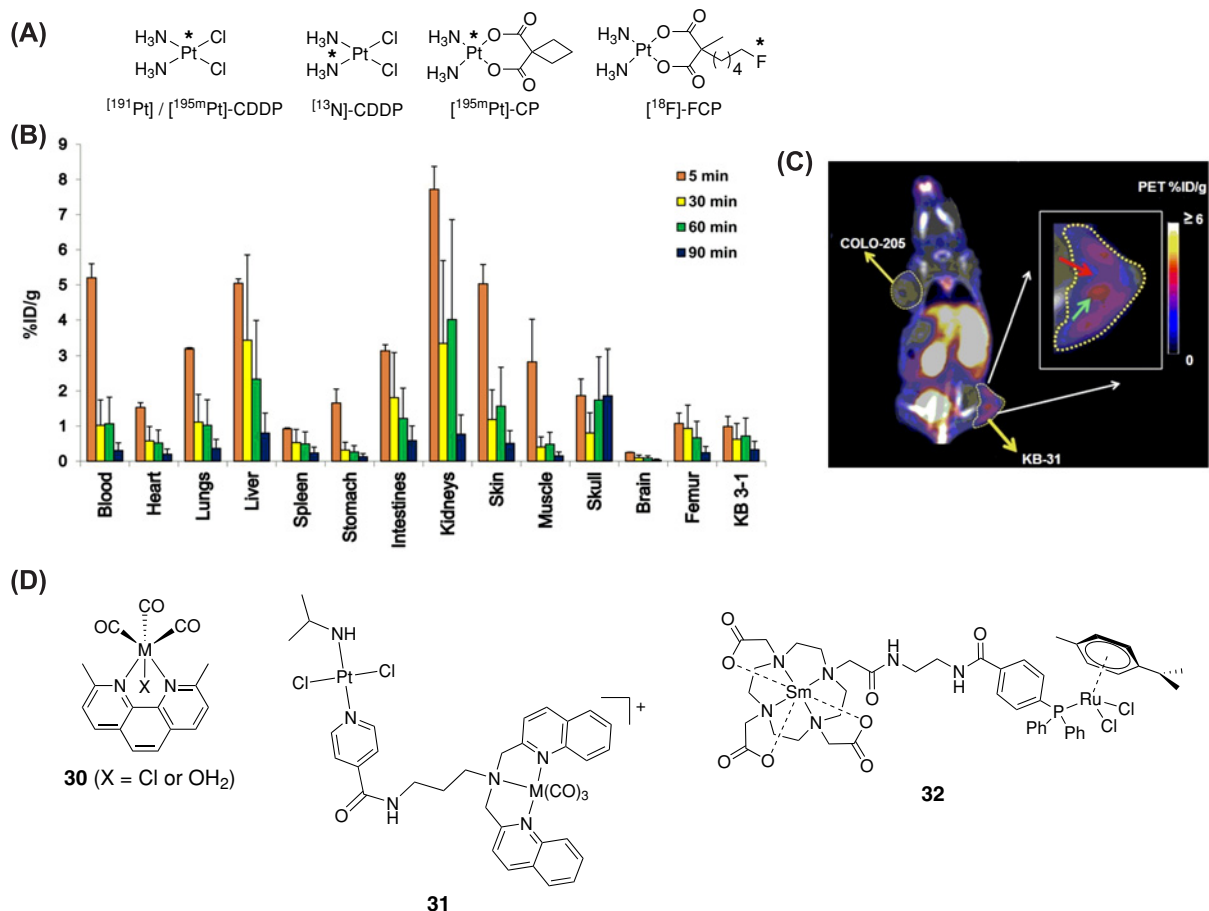 (A)
*
H₃N
Cl
Pt
H₃N
Cl
[¹⁹¹Pt] / [¹⁹⁵ᵐPt]-CDDP
H₃N
Cl
*
Pt
H₃N
Cl
[¹³N]-CDDP
O
H₃N
*
O
Pt
H₃N
O
O
[¹⁹⁵ᵐPt]-CP
O
H₃N
O
*
Pt
F
H₃N
O
4
O
[¹⁸F]-FCP
(B)
9
8
7
6
5
4
3
2
1
0
%ID/g
5 min
30 min
60 min
90 min
Blood
Heart
Lungs
Liver
Spleen
Stomach
Intestines
Kidneys
Skin
Muscle
Skull
Brain
Femur
KB 3-1
(C)
PET %ID/g
≥ 6
0
COLO-205
KB-31
(D)
CO
OC
CO
M
X
N
N
30 (X = Cl or OH₂)
NH
Cl
Pt
Cl
N
O
N
H
N
N
M(CO)₃
N
+
31
O
O
N
N
Sm
N
N
O
O
O
O
O
H
N
N
H
O
P
Ph
Ph
Ru
Cl
Cl
32